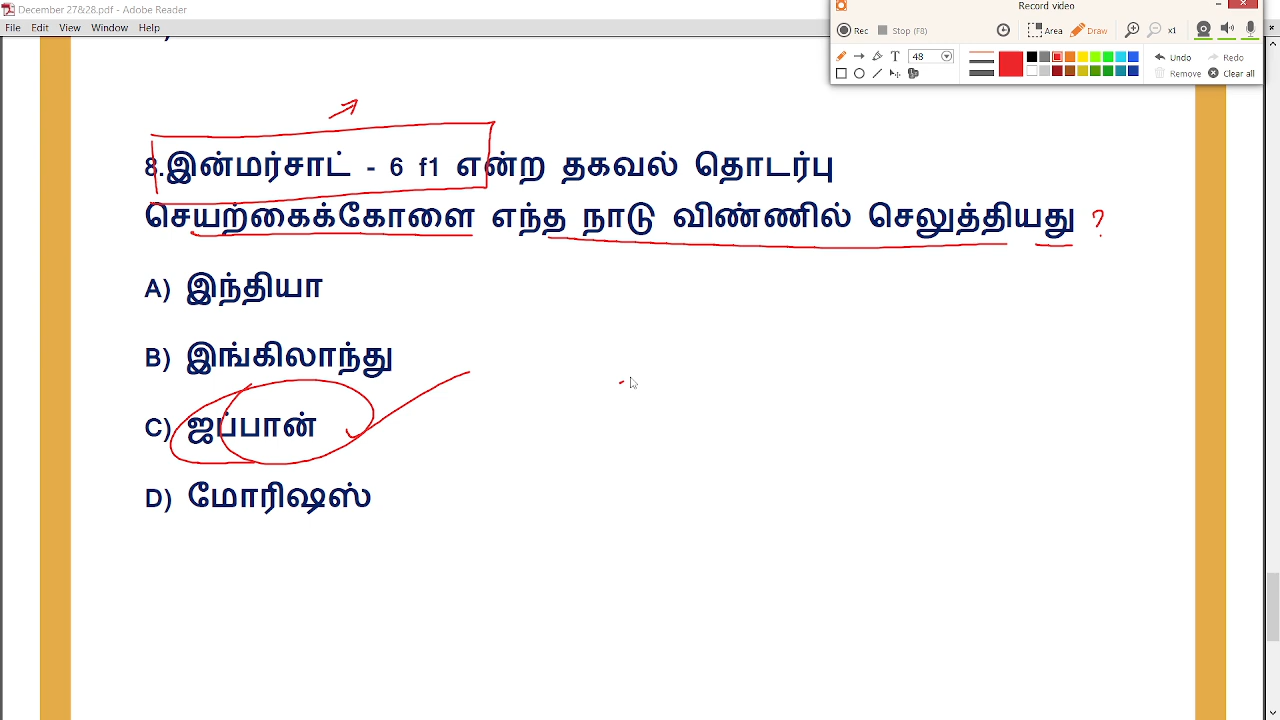 December 27&28.pdf - Adobe Reader
Record video
File Edit View Window Help
Rec Stop (F8) Area Draw x1
T 48 Undo Redo
Remove Clear all
8.இன்மர்சாட் - 6 f1 என்ற தகவல் தொடர்பு
செயற்கைக்கோளை எந்த நாடு விண்ணில் செலுத்தியது ?
A) இந்தியா
B) இங்கிலாந்து
C) ஜப்பான்
D) மோரிஷஸ்